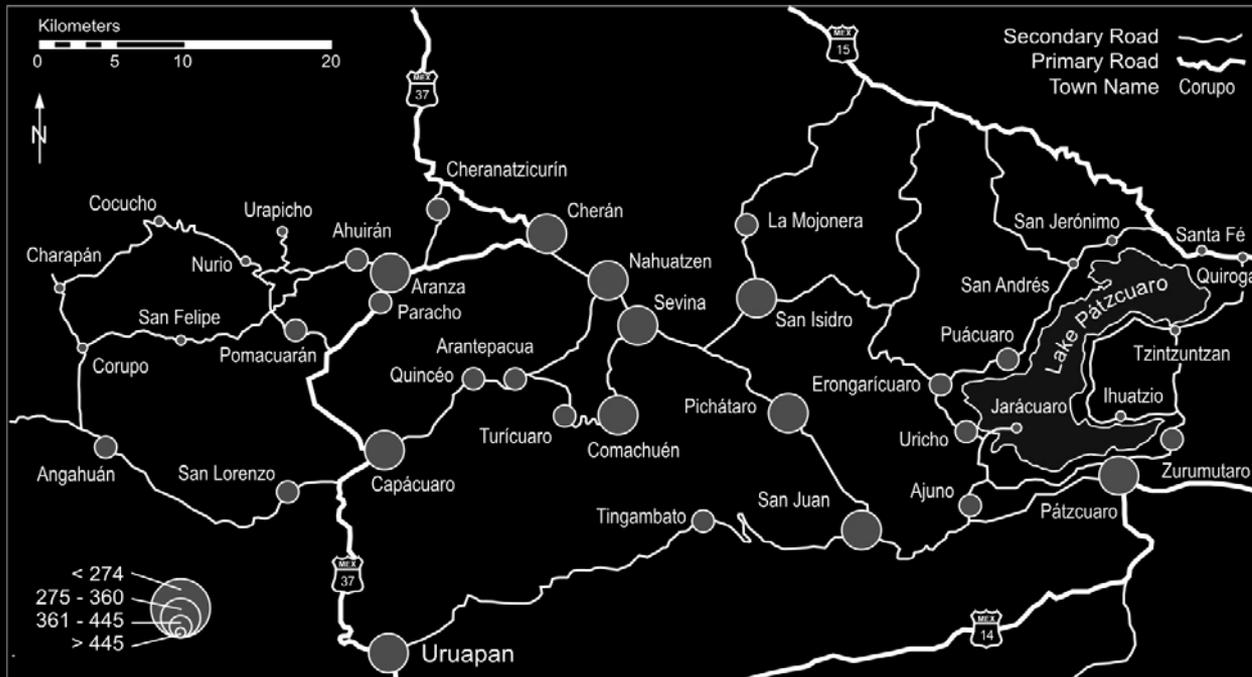 Kilometers
0 5 10 20
N
MEX
37
MEX
15
Secondary Road
Primary Road
Town Name Corupo
Cheranatzicurín
Cocucho
Urapicho
Cherán
La Mojonera
San Jerónimo
Santa Fé
Ahuirán
Charapán
Nurio
Nahuatzen
Quiroga
Aranza
San Andrés
Sevina
Paracho
San Felipe
San Isidro
Lake Pátzcuaro
Pomacuarán
Puácuaro
Arantepacua
Tzintzuntzan
Corupo
Quincéo
Erongarícuaro
Ihuatzio
Pichátaro
Jarácuaro
Turícuaro
Uricho
Comachuén
Angahuán
San Lorenzo
Capácuaro
Zurumutaro
San Juan
Ajuno
Pátzcuaro
Tingambato
MEX
37
< 274
275 - 360
361 - 445
> 445
MEX
14
Uruapan